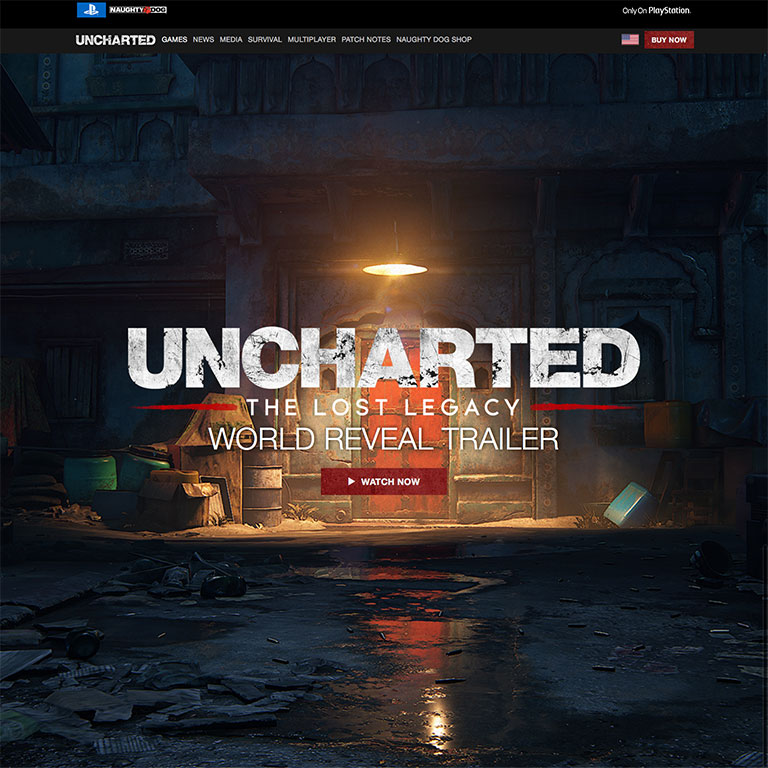 NAUGHTY DOG
Only On PlayStation.
UNCHARTED GAMES NEWS MEDIA SURVIVAL MULTIPLAYER PATCH NOTES NAUGHTY DOG SHOP BUY NOW
UNCHARTED
THE LOST LEGACY
WORLD REVEAL TRAILER
WATCH NOW